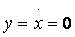 y = ẋ = 0